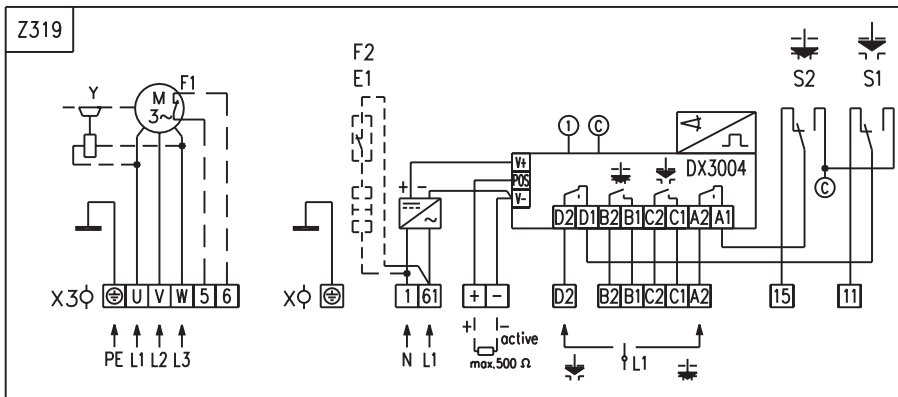 Z319
Y
F1
M
3~
F2
E1
S2
S1
1
C
DX3004
V+
POS
V-
+
-
~
D2 D1 B2 B1 C2 C1 A2 A1
C
X3
U V W 5 6
X
1 61
+ -
D2 B2 B1 C2 C1 A2
15
11
PE L1 L2 L3
N L1
+ - active
max.500 Ω
L1